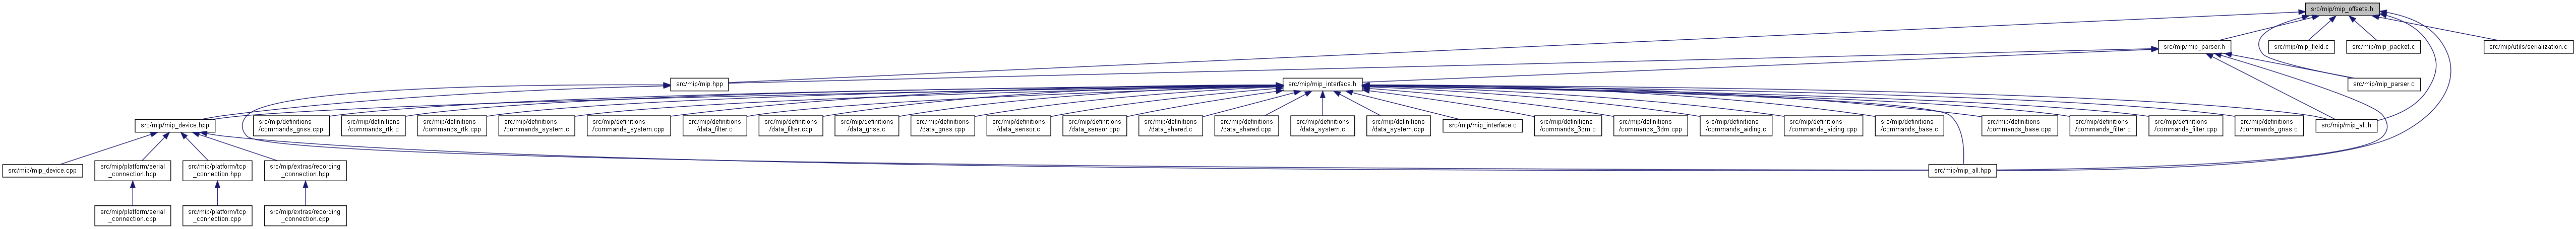 src/mip/mip_offsets.h
src/mip/mip_parser.h
src/mip/mip_field.c
src/mip/mip_packet.c
src/mip/utils/serialization.c
src/mip/mip.hpp
src/mip/mip_interface.h
src/mip/mip_parser.c
src/mip/mip_device.hpp
src/mip/definitions
/commands_gnss.cpp
src/mip/definitions
/commands_rtk.c
src/mip/definitions
/commands_rtk.cpp
src/mip/definitions
/commands_system.c
src/mip/definitions
/commands_system.cpp
src/mip/definitions
/data_filter.c
src/mip/definitions
/data_filter.cpp
src/mip/definitions
/data_gnss.c
src/mip/definitions
/data_gnss.cpp
src/mip/definitions
/data_sensor.c
src/mip/definitions
/data_sensor.cpp
src/mip/definitions
/data_shared.c
src/mip/definitions
/data_shared.cpp
src/mip/definitions
/data_system.c
src/mip/definitions
/data_system.cpp
src/mip/mip_interface.c
src/mip/definitions
/commands_3dm.c
src/mip/definitions
/commands_3dm.cpp
src/mip/definitions
/commands_aiding.c
src/mip/definitions
/commands_aiding.cpp
src/mip/definitions
/commands_base.c
src/mip/definitions
/commands_base.cpp
src/mip/definitions
/commands_filter.c
src/mip/definitions
/commands_filter.cpp
src/mip/definitions
/commands_gnss.c
src/mip/mip_all.h
src/mip/mip_device.cpp
src/mip/platform/serial
_connection.hpp
src/mip/platform/tcp
_connection.hpp
src/mip/extras/recording
_connection.hpp
src/mip/mip_all.hpp
src/mip/platform/serial
_connection.cpp
src/mip/platform/tcp
_connection.cpp
src/mip/extras/recording
_connection.cpp